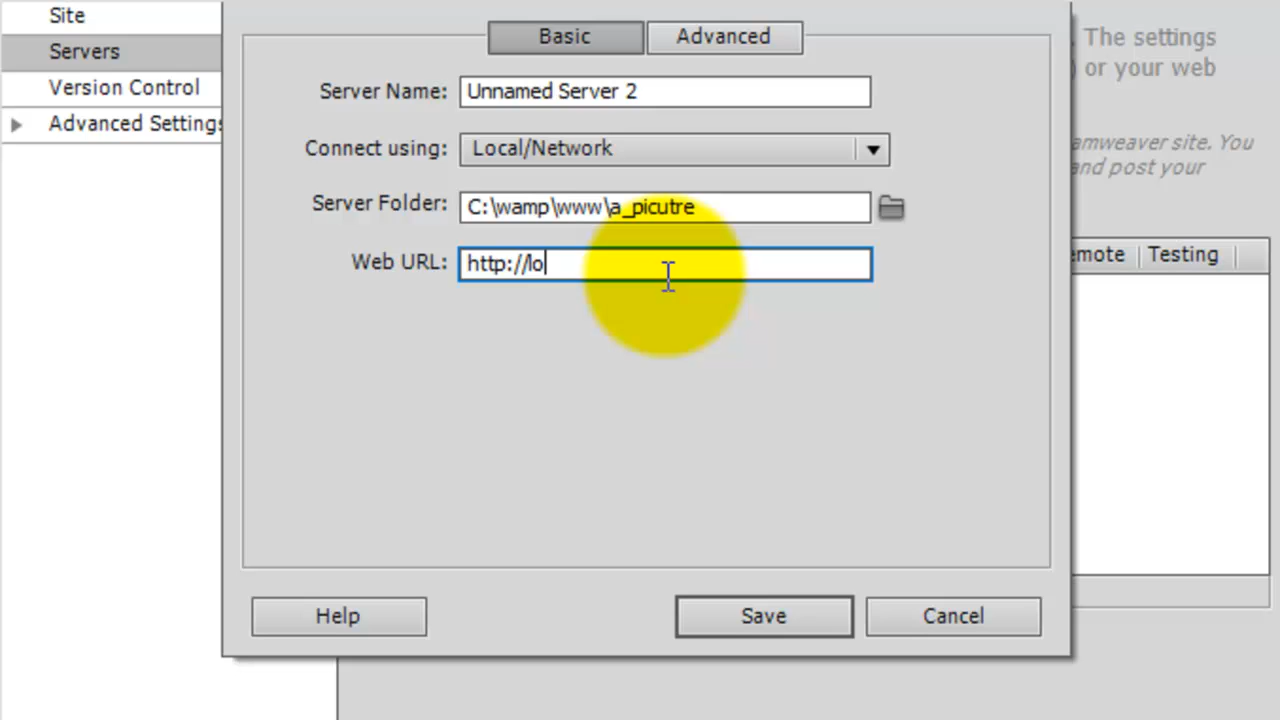 Site
Servers
Version Control
Advanced Settings
Basic
Advanced
Server Name:
Unnamed Server 2
Connect using:
Local/Network
Server Folder:
C:\wamp\www\a_picutre
Web URL:
http://lo
Help
Save
Cancel
. The settings
) or your web
amweaver site. You
and post your
emote
Testing